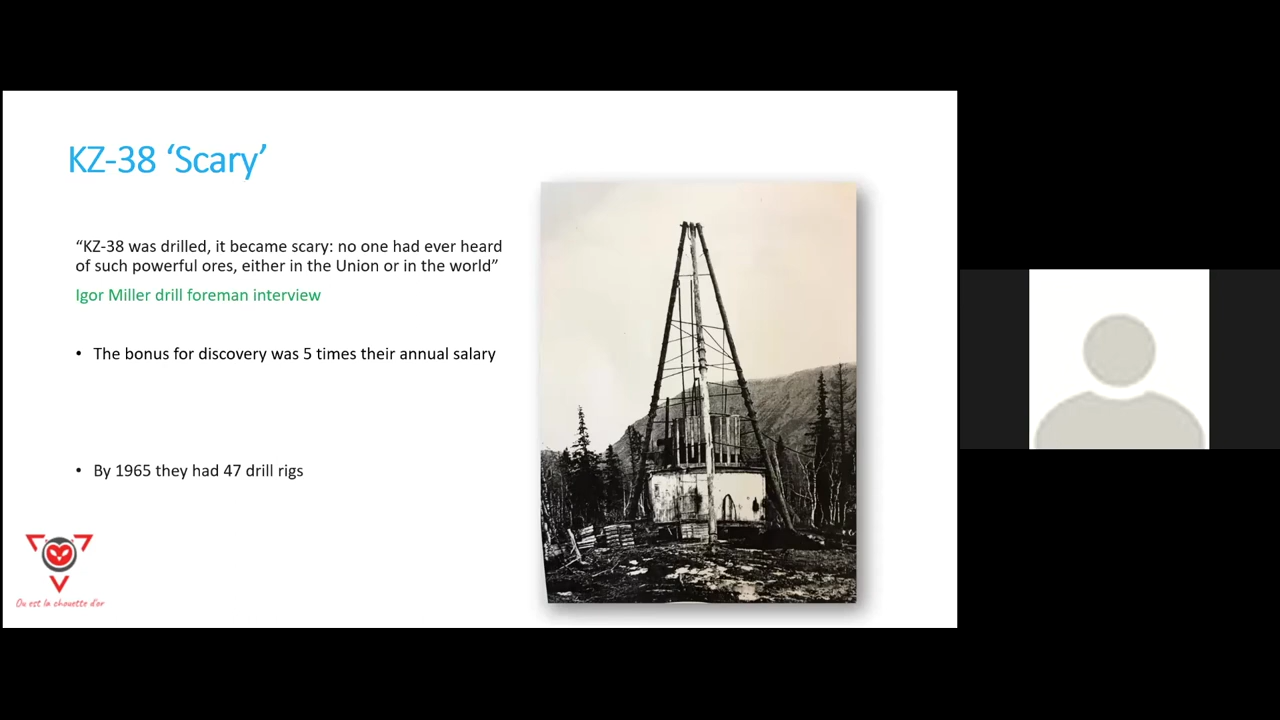 KZ-38 ‘Scary’
“KZ-38 was drilled, it became scary: no one had ever heard
of such powerful ores, either in the Union or in the world”
Igor Miller drill foreman interview
• The bonus for discovery was 5 times their annual salary
• By 1965 they had 47 drill rigs
Ou est la chouette d'or